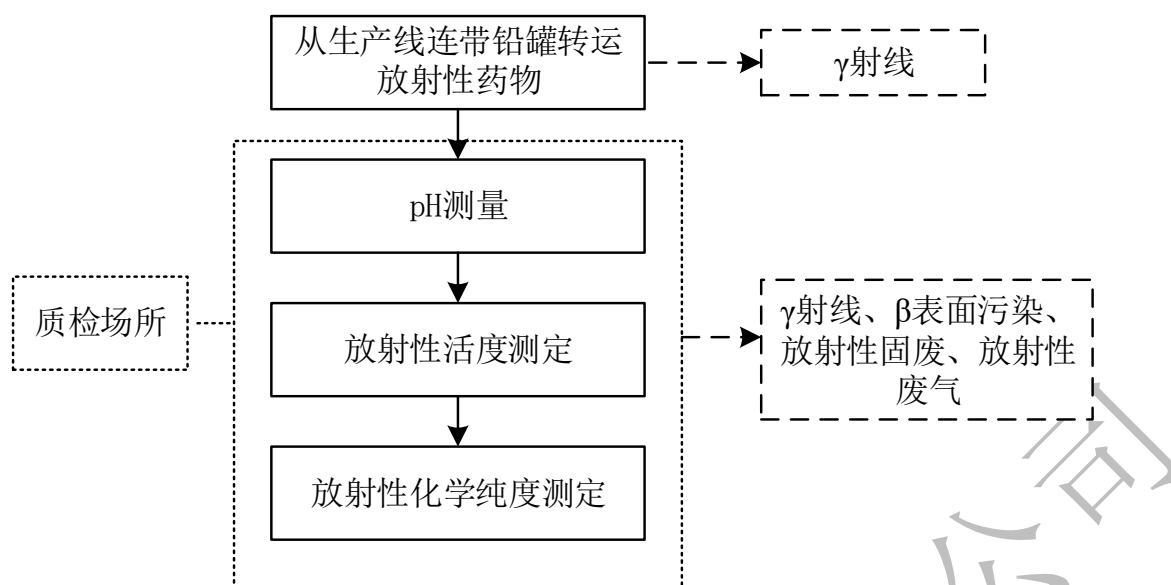 从生产线连带铅罐转运
放射性药物
γ射线
pH测量
质检场所
放射性活度测定
γ射线、β表面污染、
放射性固废、放射性
废气
放射性化学纯度测定
公司